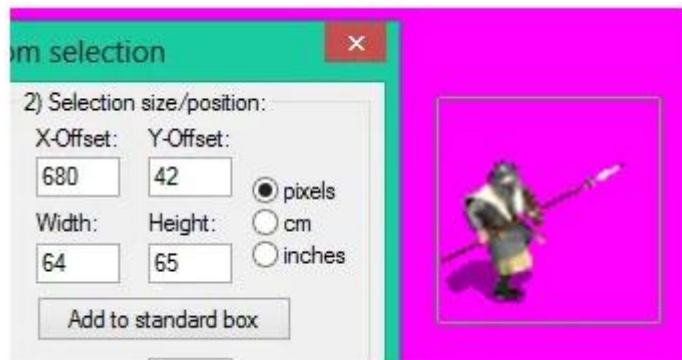 om selection
2) Selection size/position:
X-Offset: Y-Offset:
680 42
pixels
Width: Height:
cm
64 65
inches
Add to standard box